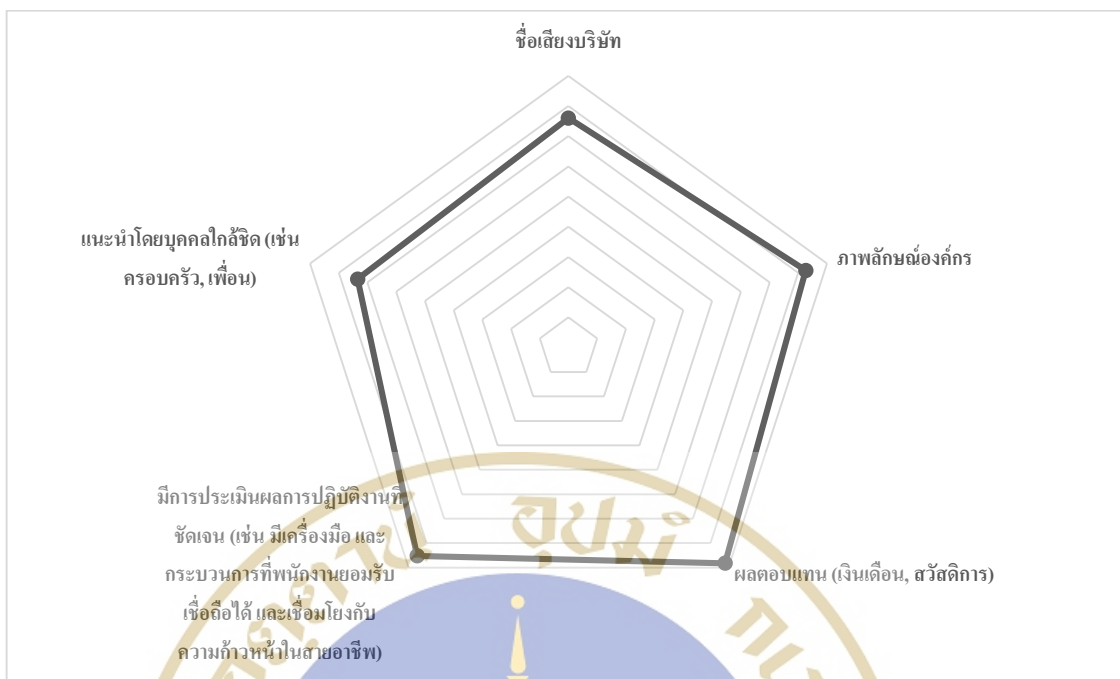 ชื่อเสียงบริษัท
ภาพลักษณ์องค์กร
แนะนำโดยบุคคลใกล้ชิด (เช่น
ครอบครัว, เพื่อน)
มีการประเมินผลการปฏิบัติงานที่
ชัดเจน (เช่น มีเครื่องมือ และ
กระบวนการที่พนักงานยอมรับ
เชื่อถือได้ และเชื่อมโยงกับ
ความก้าวหน้าในสายอาชีพ)
ผลตอบแทน (เงินเดือน, สวัสดิการ)